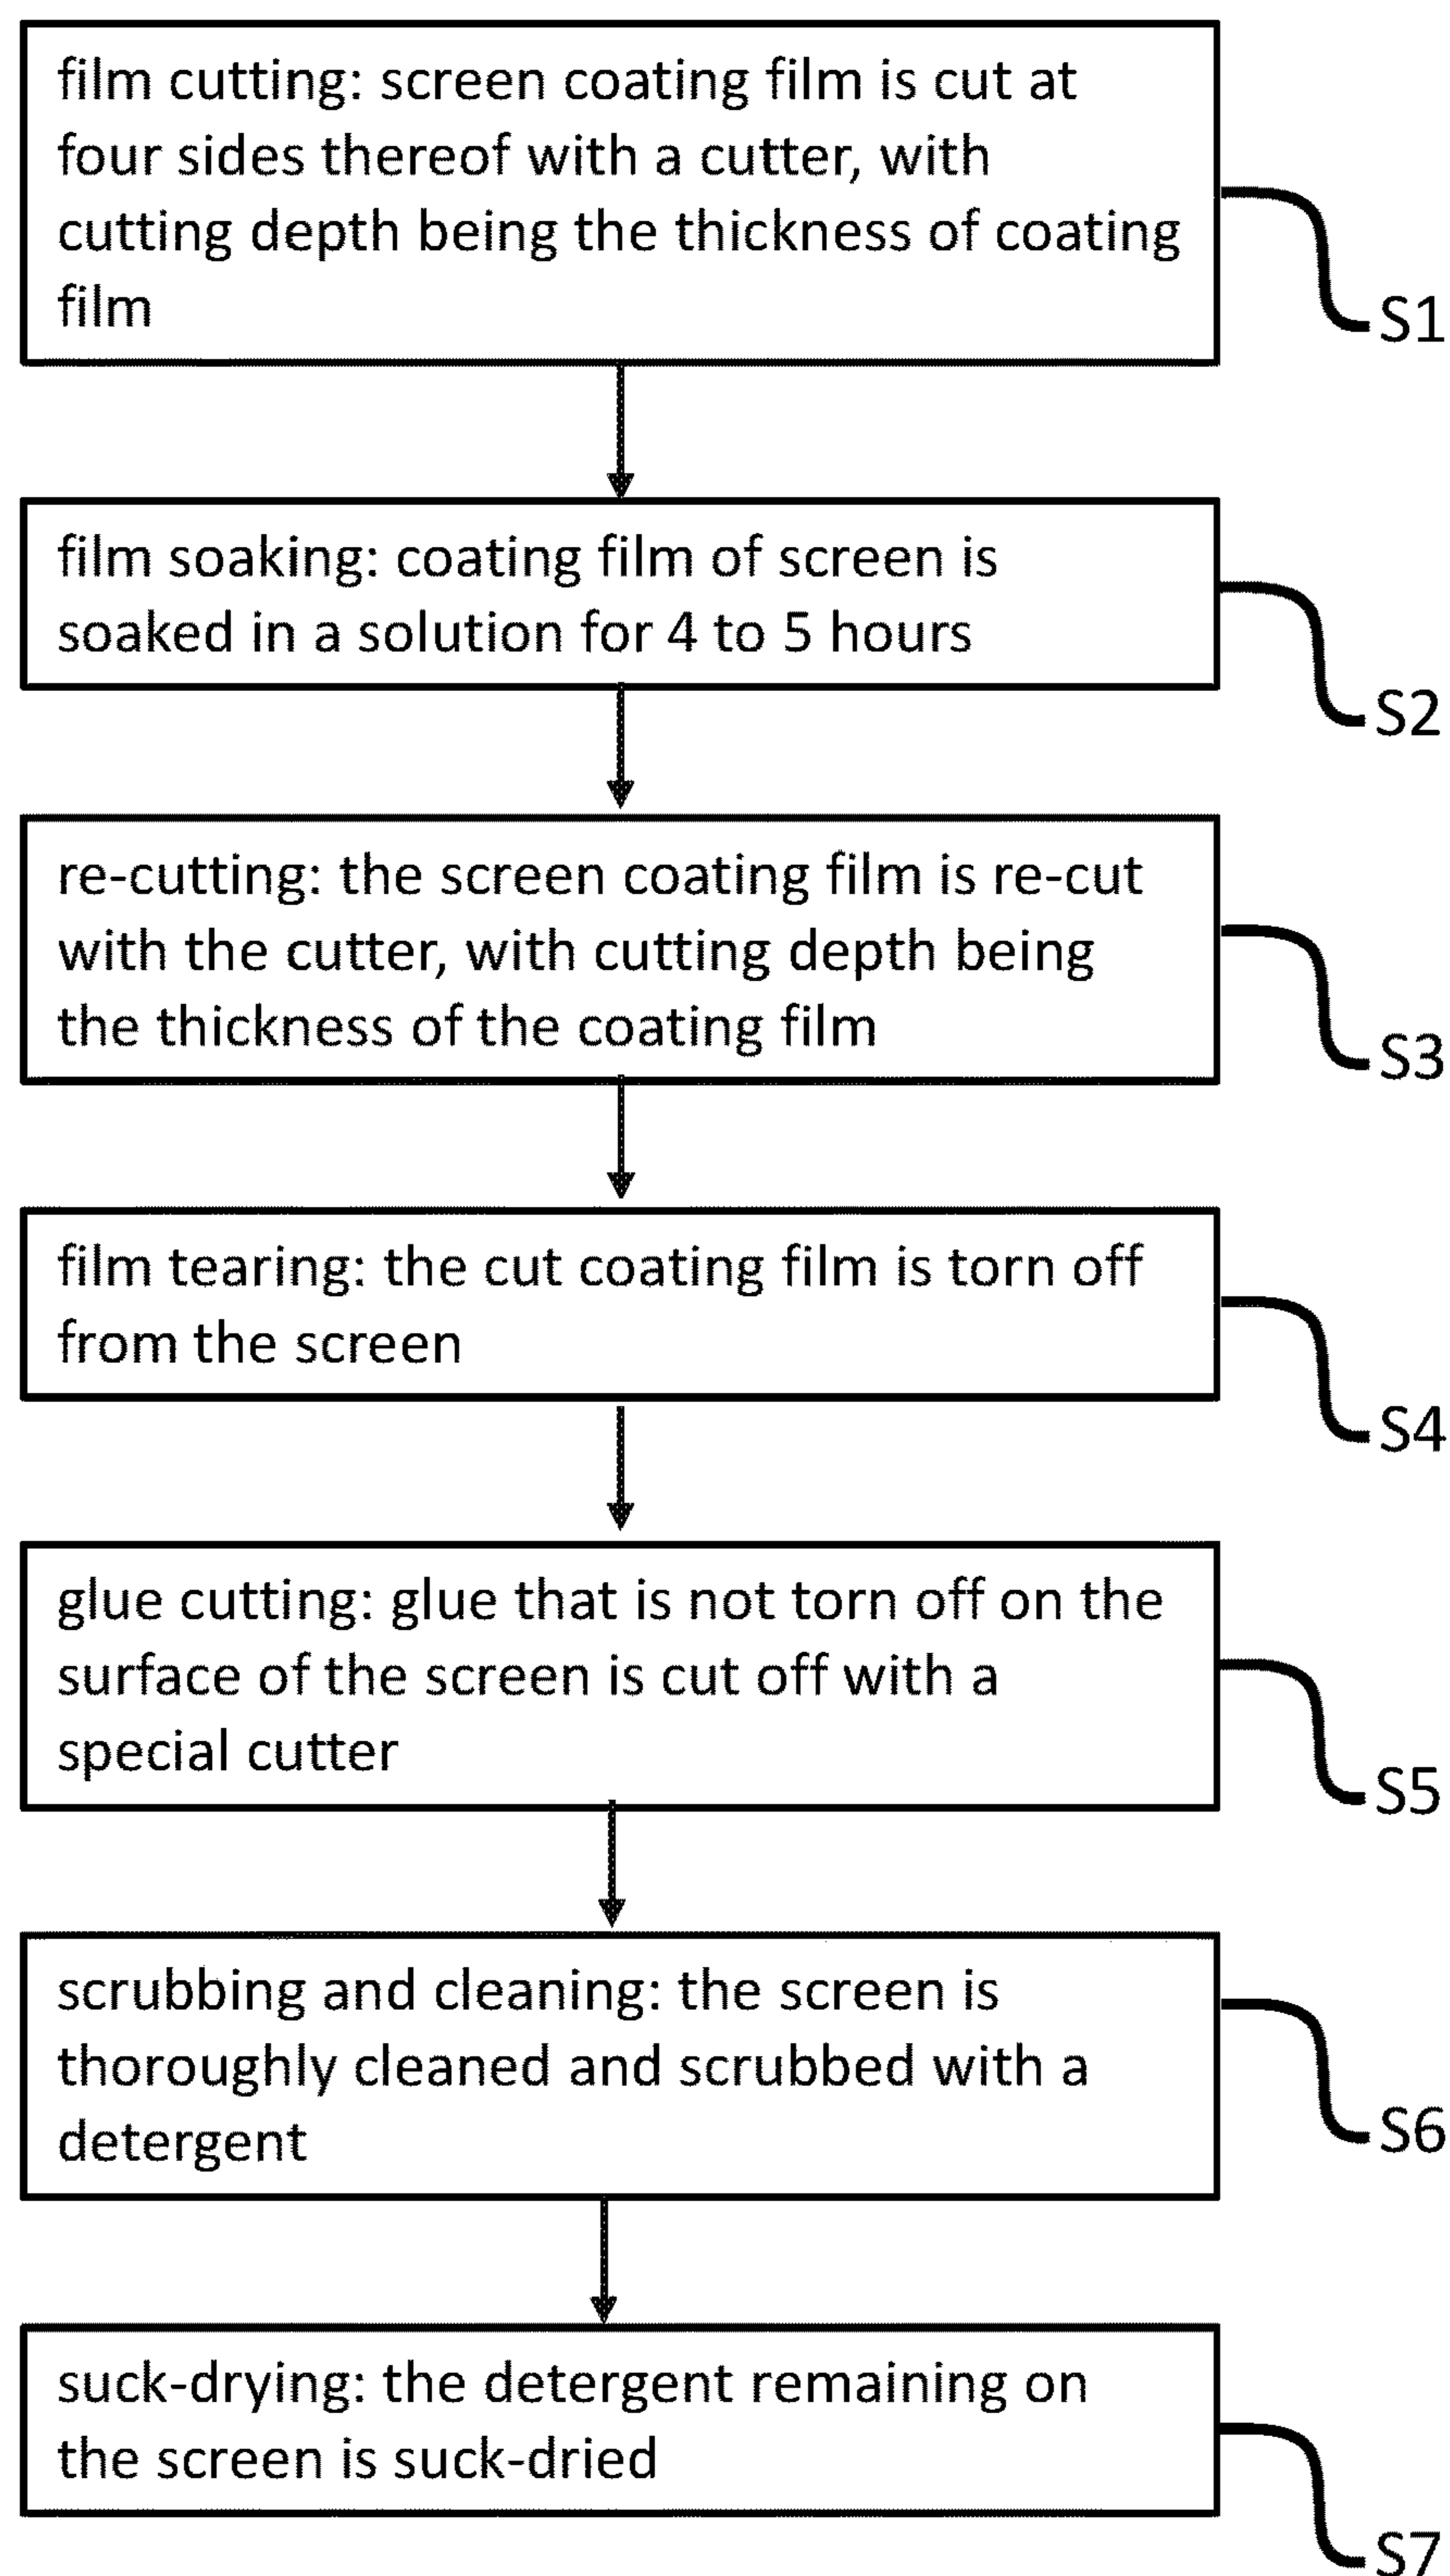 film cutting: screen coating film is cut at
four sides thereof with a cutter, with
cutting depth being the thickness of coating
film
S1
film soaking: coating film of screen is
soaked in a solution for 4 to 5 hours
S2
re-cutting: the screen coating film is re-cut
with the cutter, with cutting depth being
the thickness of the coating film
S3
film tearing: the cut coating film is torn off
from the screen
S4
glue cutting: glue that is not torn off on the
surface of the screen is cut off with a
special cutter
S5
scrubbing and cleaning: the screen is
thoroughly cleaned and scrubbed with a
detergent
S6
suck-drying: the detergent remaining on
the screen is suck-dried
S7